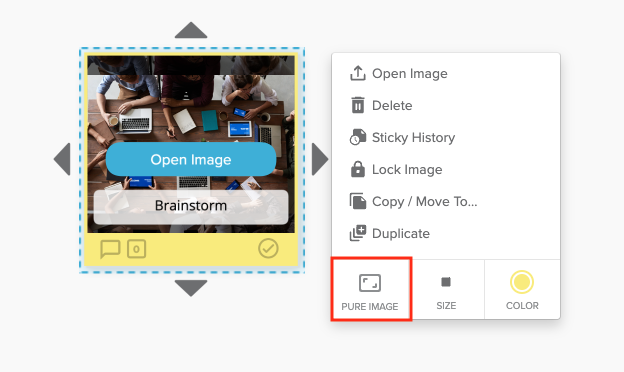 Open Image
Brainstorm
0
Open Image
Delete
Sticky History
Lock Image
Copy / Move To...
Duplicate
PURE IMAGE
SIZE
COLOR